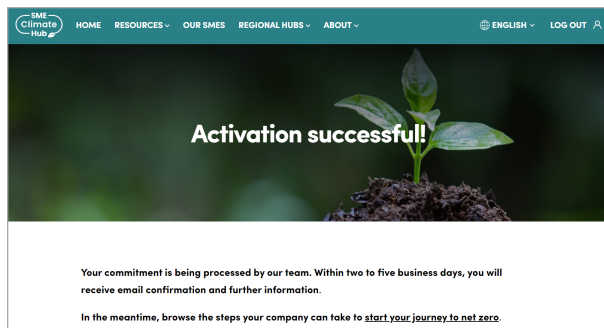 SME
Climate
Hub
HOME RESOURCES OUR SMES REGIONAL HUBS ABOUT ENGLISH LOG OUT
Activation successful!
Your commitment is being processed by our team. Within two to five business days, you will
receive email confirmation and further information.
In the meantime, browse the steps your company can take to start your journey to net zero.